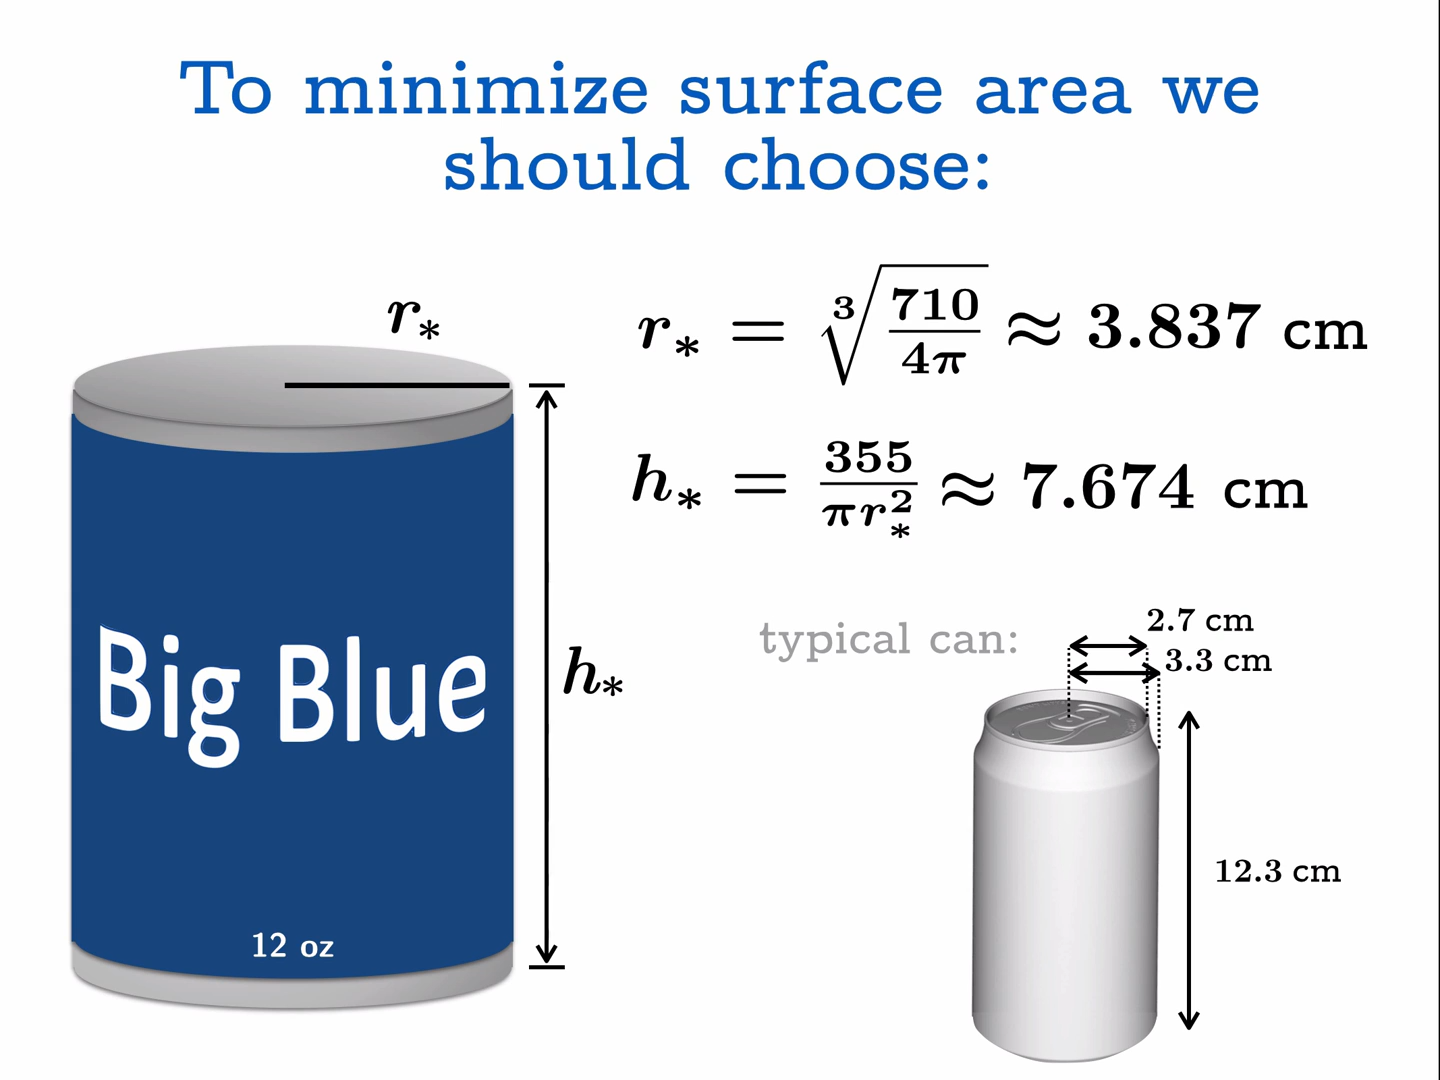 To minimize surface area we
should choose:
r* = ∛(710/4π) ≈ 3.837 cm
h* = 355/(πr*²) ≈ 7.674 cm
r*
h*
Big Blue
12 oz
typical can:
2.7 cm
3.3 cm
12.3 cm